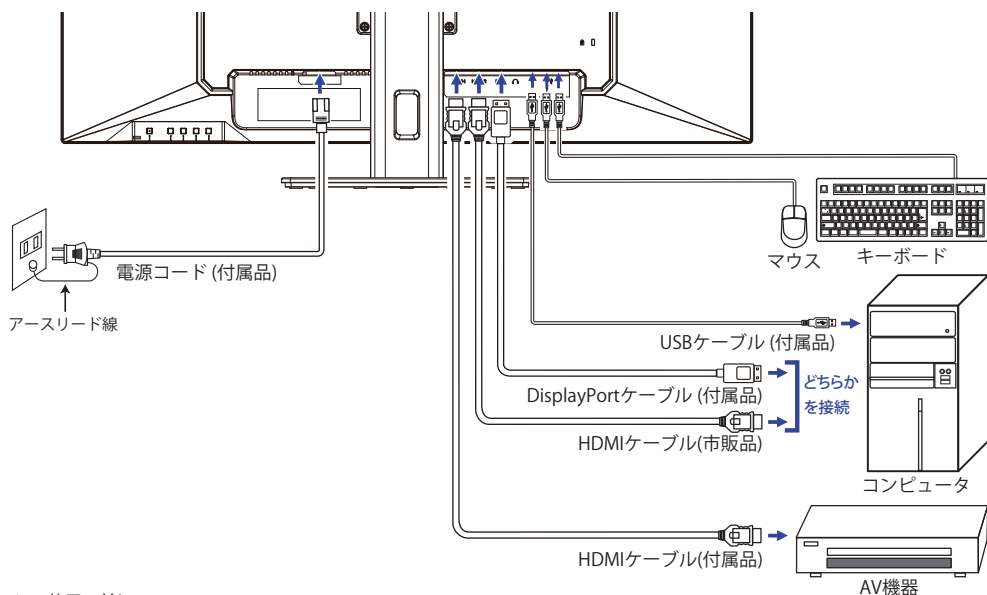 電源コード (付属品)
アースリード線
マウス
キーボード
USBケーブル (付属品)
DisplayPortケーブル (付属品)
どちらか
を接続
HDMIケーブル(市販品)
コンピュータ
HDMIケーブル(付属品)
AV機器